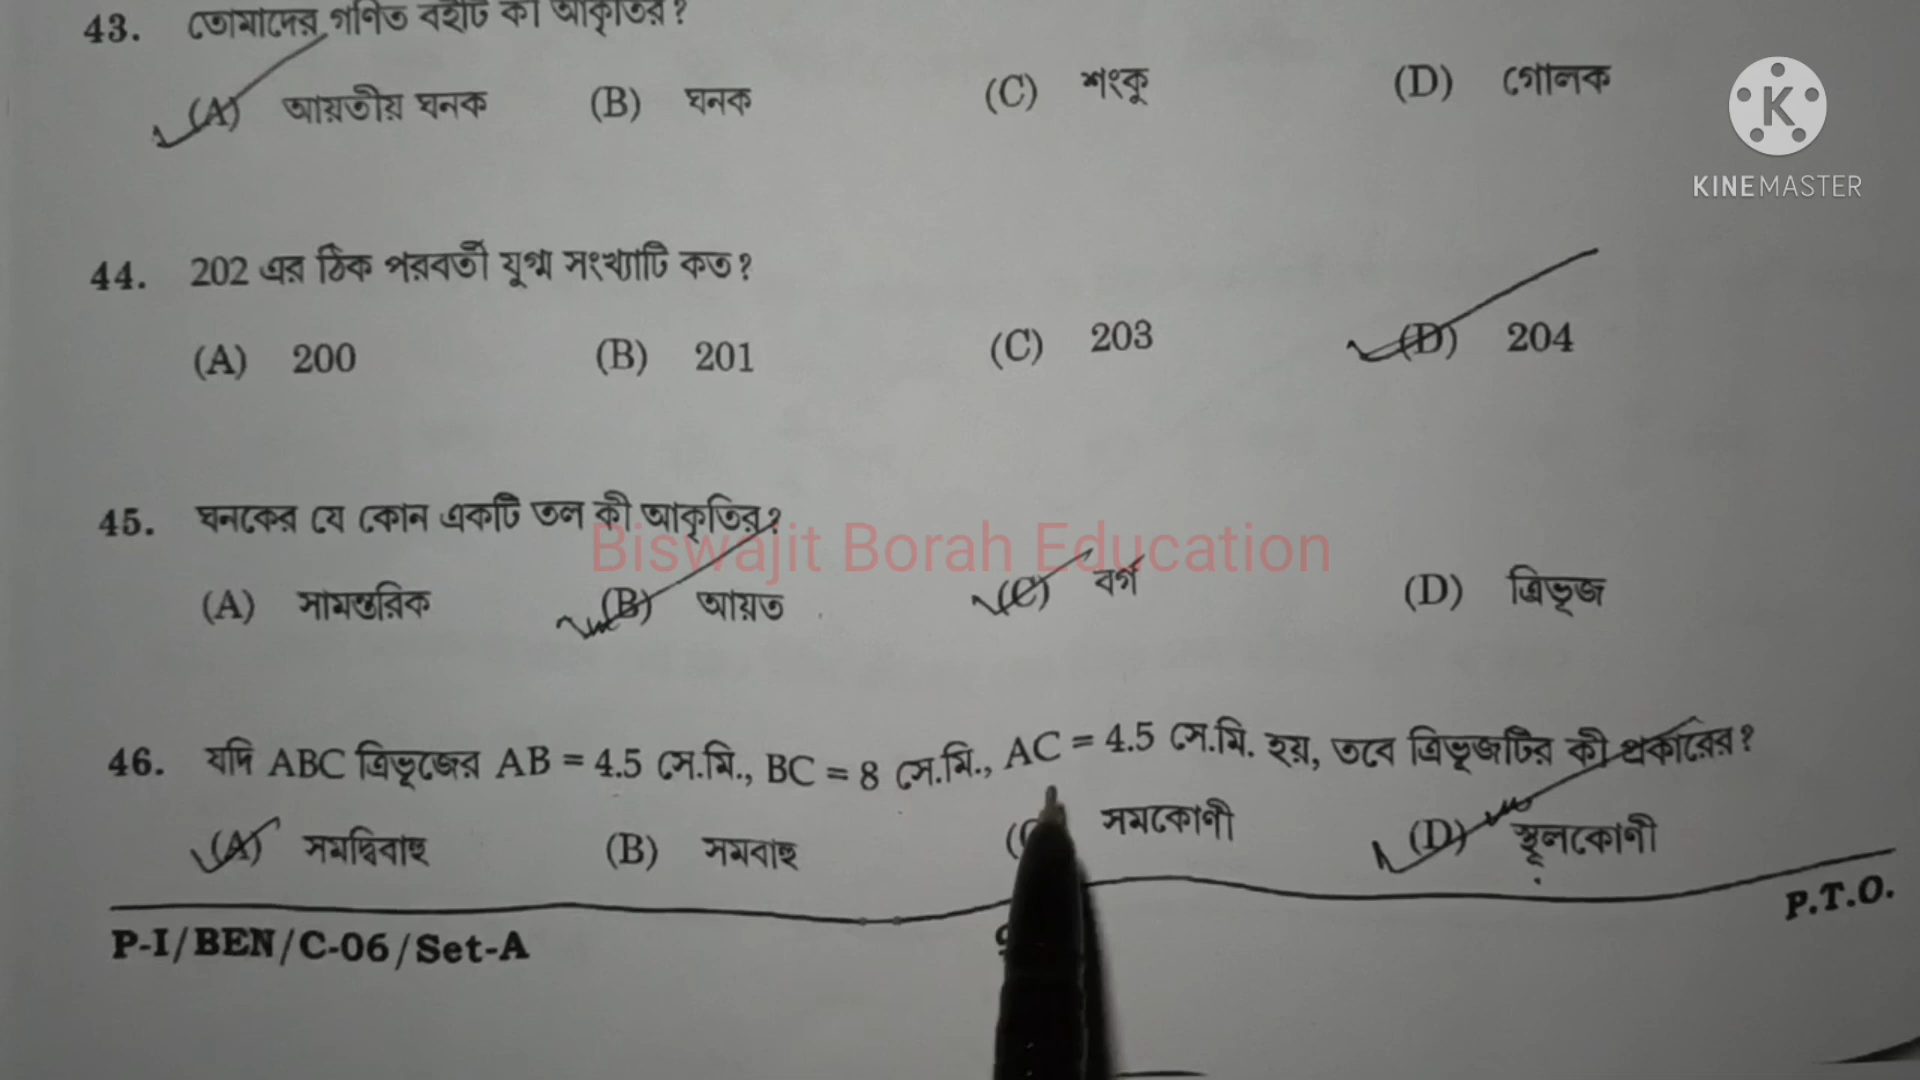 43. তোমাদের গণিত বইটি কী আকৃতির?
(A) আয়তীয় ঘনক (B) ঘনক (C) শংকু (D) গোলক
K
KINEMASTER
44. 202 এর ঠিক পরবর্তী যুগ্ম সংখ্যাটি কত?
(A) 200 (B) 201 (C) 203 (D) 204
45. ঘনকের যে কোন একটি তল কী আকৃতির?
Biswajit Borah Education
(A) সামন্তরিক (B) আয়ত (C) বর্গ (D) ত্রিভূজ
46. যদি ABC ত্রিভূজের AB = 4.5 সে.মি., BC = 8 সে.মি., AC = 4.5 সে.মি. হয়, তবে ত্রিভূজটির কী প্রকারের?
(A) সমদ্বিবাহু (B) সমবাহু (C সমকোণী (D) স্থূলকোণী
P-I/BEN/C-06/Set-A
P.T.O.